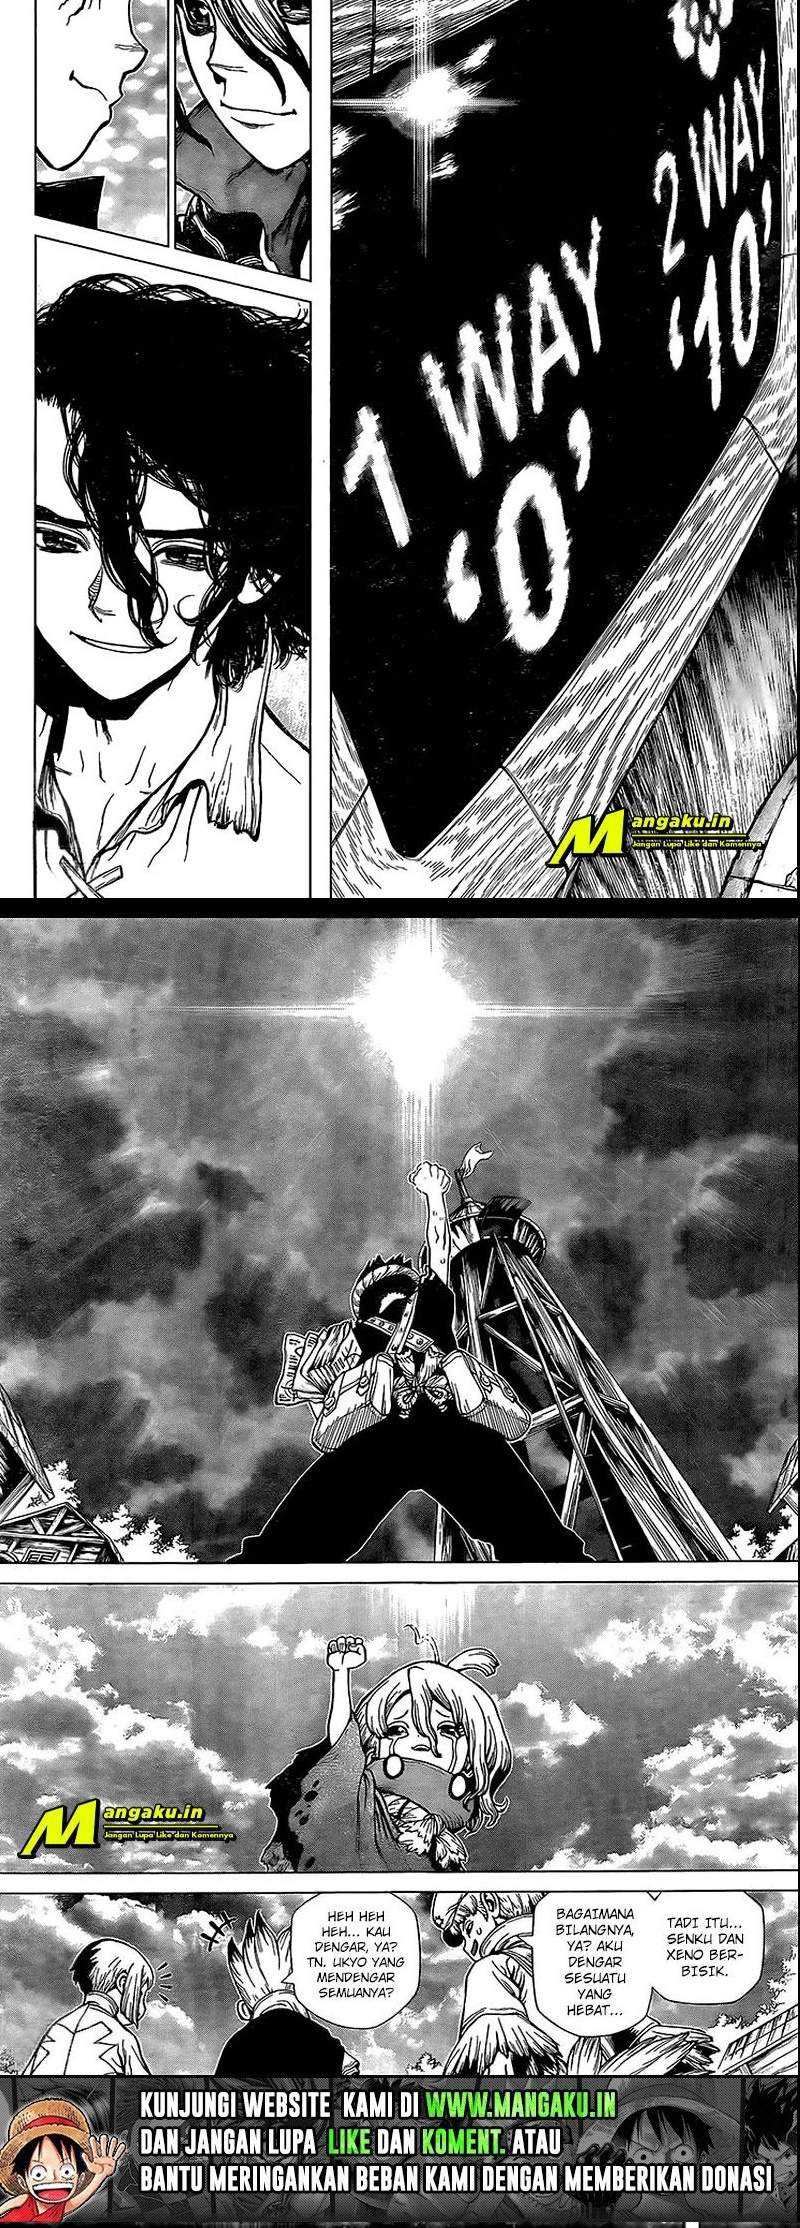 1 WAY
'0'
2 WAY
'10'
Mangaku.in
Jangan Lupa Like dan Komennya
Mangaku.in
Jangan Lupa Like dan Komennya
TADI ITU...
SENKU DAN
XENO BER-
BISIK.
BAGAIMANA
BILANGNYA,
YA? AKU
DENGAR
SESUATU
YANG
HEBAT...
HEH HEH
HEH... KAU
DENGAR, YA?
TN. UKYO YANG
MENDENGAR
SEMUANYA?
KUNJUNGI WEBSITE KAMI DI WWW.MANGAKU.IN
DAN JANGAN LUPA LIKE DAN KOMENT. ATAU
BANTU MERINGANKAN BEBAN KAMI DENGAN MEMBERIKAN DONASI